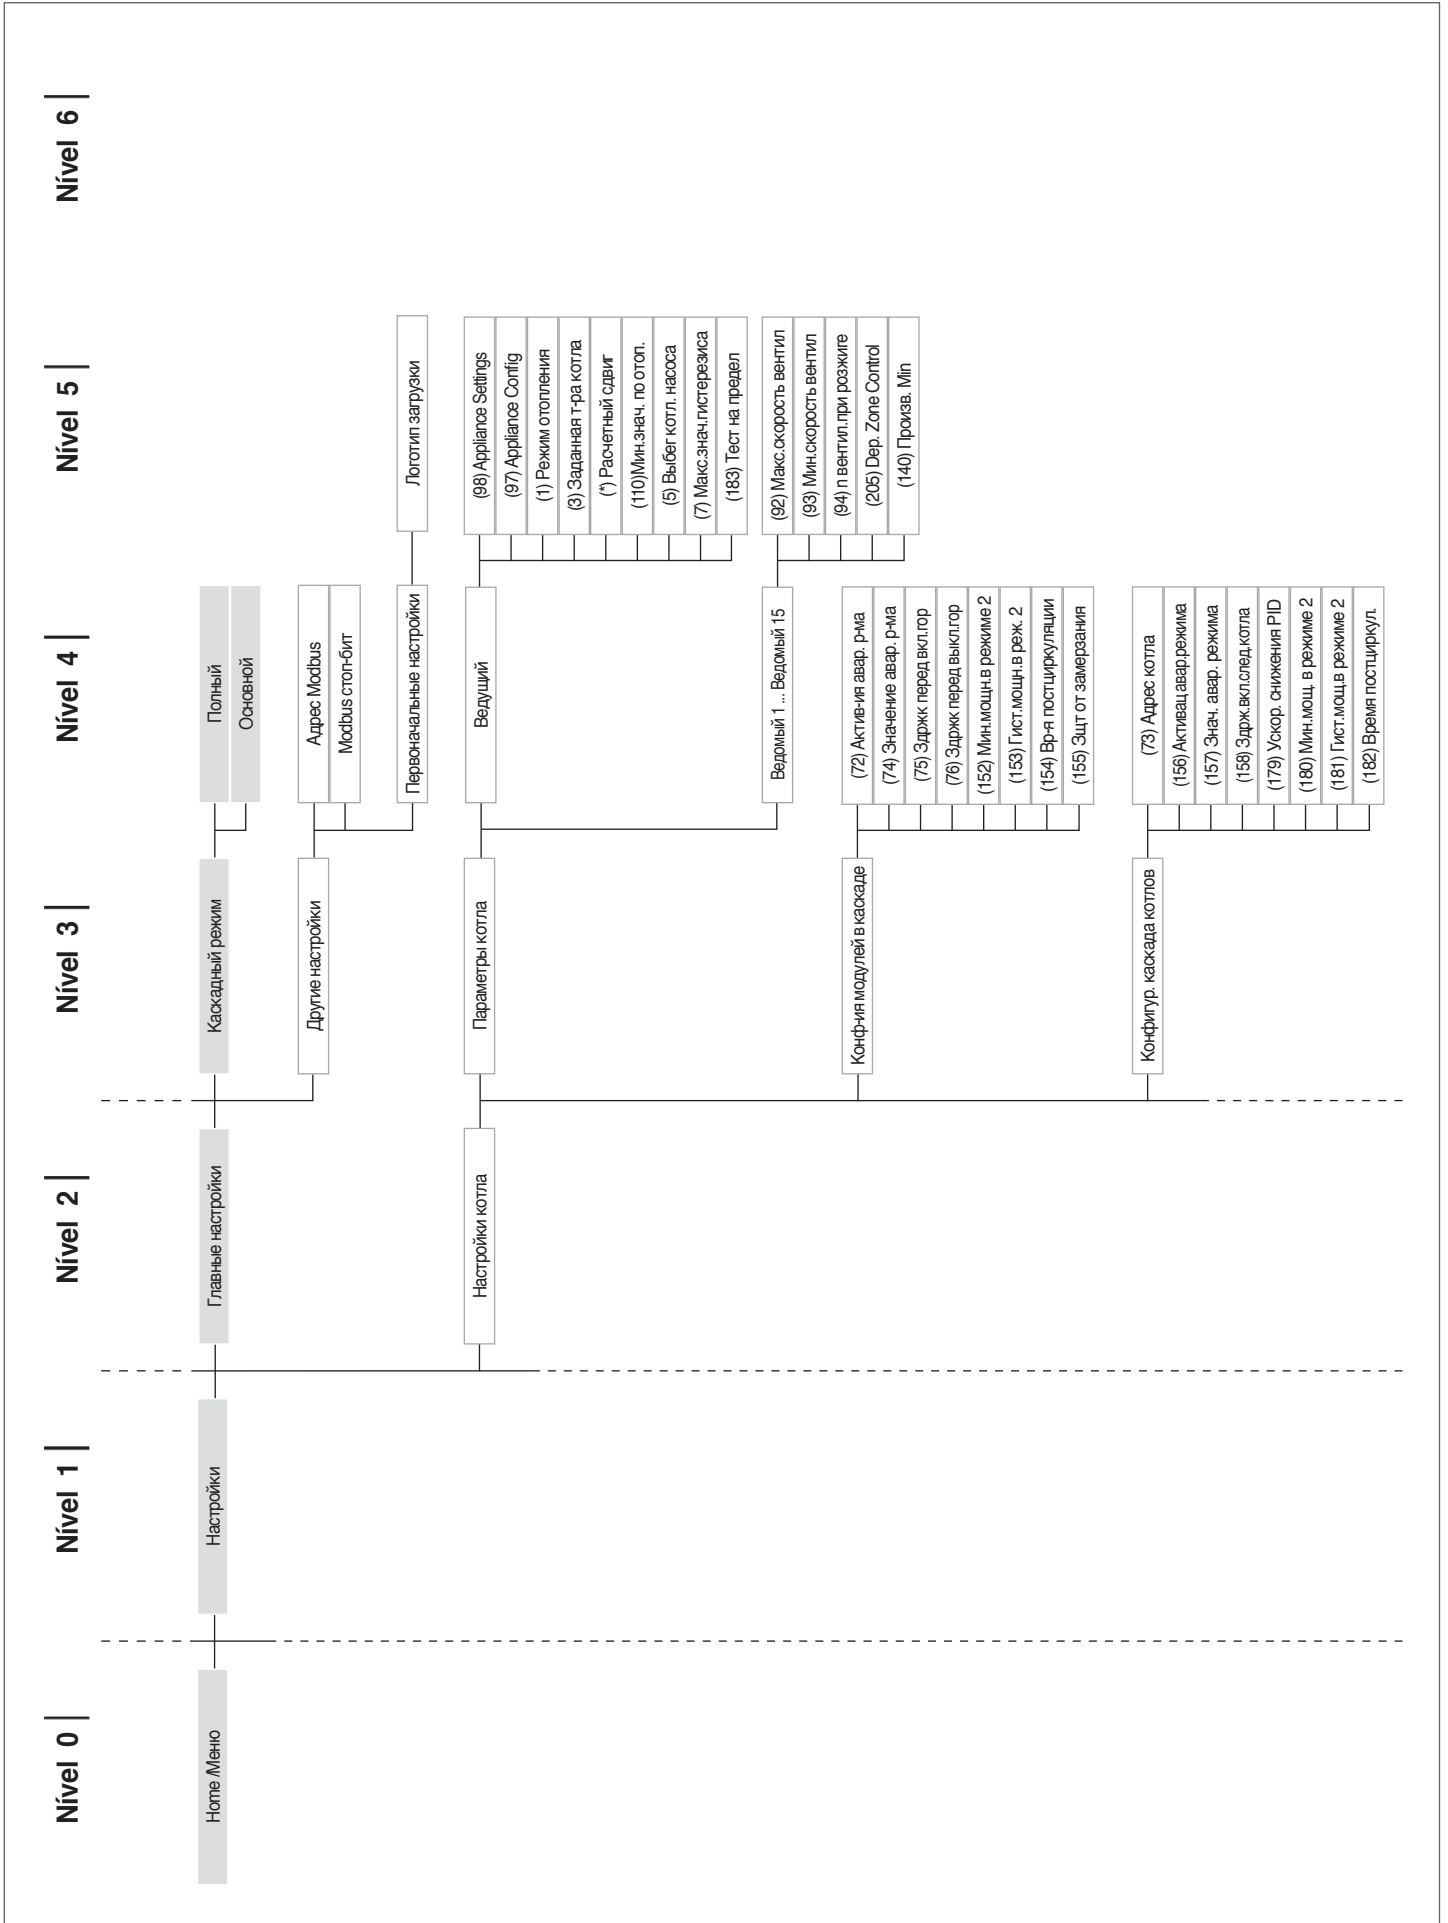 Nível 0
Nível 1
Nível 2
Nível 3
Nível 4
Nível 5
Nível 6
Home /Меню
Настройки
Главные настройки
Каскадный режим
Полный
Основной
Другие настройки
Адрес Modbus
Modbus стоп-бит
Первоначальные настройки
Логотип загрузки
Настройки котла
Параметры котла
Ведущий
(98) Appliance Settings
(97) Appliance Config
(1) Режим отопления
(3) Заданная т-ра котла
(*) Расчетный сдвиг
(110)Мин.знач. по отоп.
(5) Выбег котл. насоса
(7) Макс.знач.гистерезиса
(183) Тест на предел
Ведомый 1... Ведомый 15
(92) Макс.скорость вентил
(93) Мин.скорость вентил
(94) n вентил.при розжиге
(205) Dep. Zone Control
(140) Произв. Min
Конф-ия модулей в каскаде
(72) Актив-ия авар. р-ма
(74) Значение авар. р-ма
(75) Здржк перед вкл.гор
(76) Здржк перед выкл.гор
(152) Мин.мощн.в режиме 2
(153) Гист.мощн.в реж. 2
(154) Вр-я постциркуляции
(155) Зщт от замерзания
Конфигур. каскада котлов
(73) Адрес котла
(156) Активац.авар.режима
(157) Знач. авар. режима
(158) Здрж.вкл.след.котла
(179) Ускор. снижения PID
(180) Мин.мощ. в режиме 2
(181) Гист.мощ.в режиме 2
(182) Время постциркул.